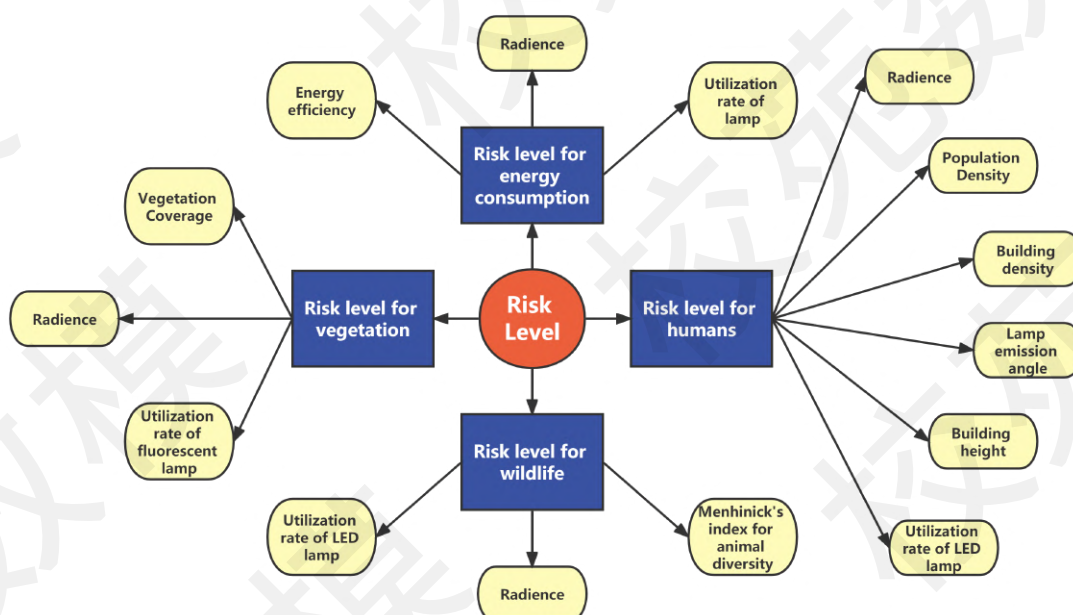 Radience
Energy
efficiency
Utilization
rate of
lamp
Radience
Risk level for
energy
consumption
Population
Density
Vegetation
Coverage
Building
density
Radience
Risk level for
vegetation
Risk
Level
Risk level for
humans
Lamp
emission
angle
Utilization
rate of
fluorescent
lamp
Risk level for
wildlife
Building
height
Utilization
rate of LED
lamp
Radience
Menhinick's
index for
animal
diversity
Utilization
rate of LED
lamp